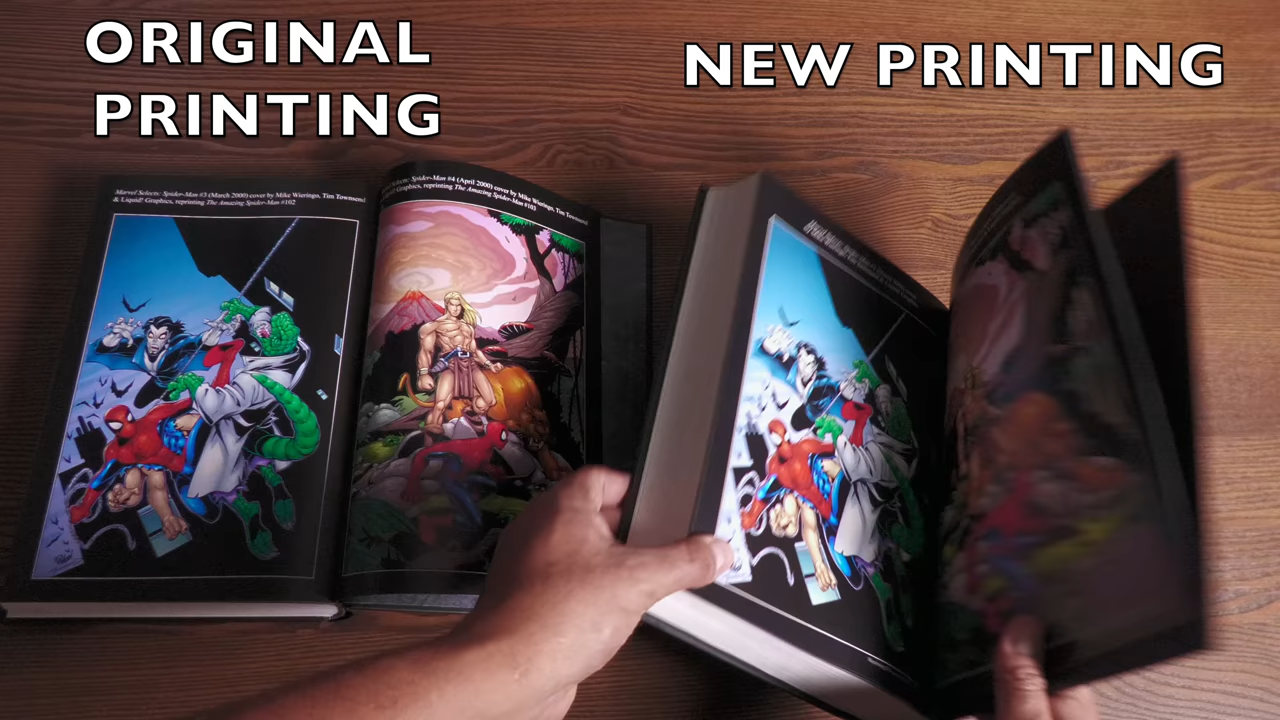 ORIGINAL
PRINTING
NEW PRINTING
Marvel Selects: Spider-Man #3 (March 2000) cover by Mike Wieringo, Tim Townsend
& Liquid! Graphics, reprinting The Amazing Spider-Man #102
Selects: Spider-Man #4 (April 2000) cover by Mike Wieringo, Tim Townsend
Graphics, reprinting The Amazing Spider-Man #103